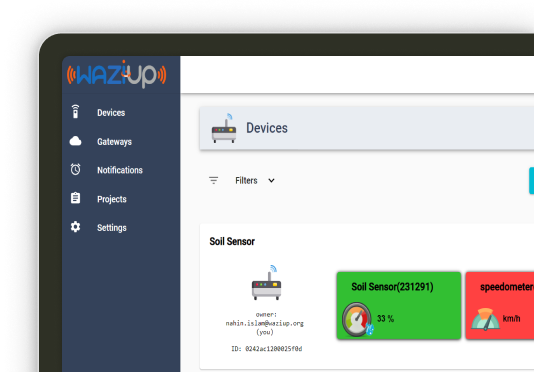 WAZIUP
Devices
Gateways
Notifications
Projects
Settings
Devices
Filters
Soil Sensor
owner:
nahin.islam@waziup.org
(you)
ID: 0242ac1200025f0d
Soil Sensor(231291)
33 %
speedometer
km/h